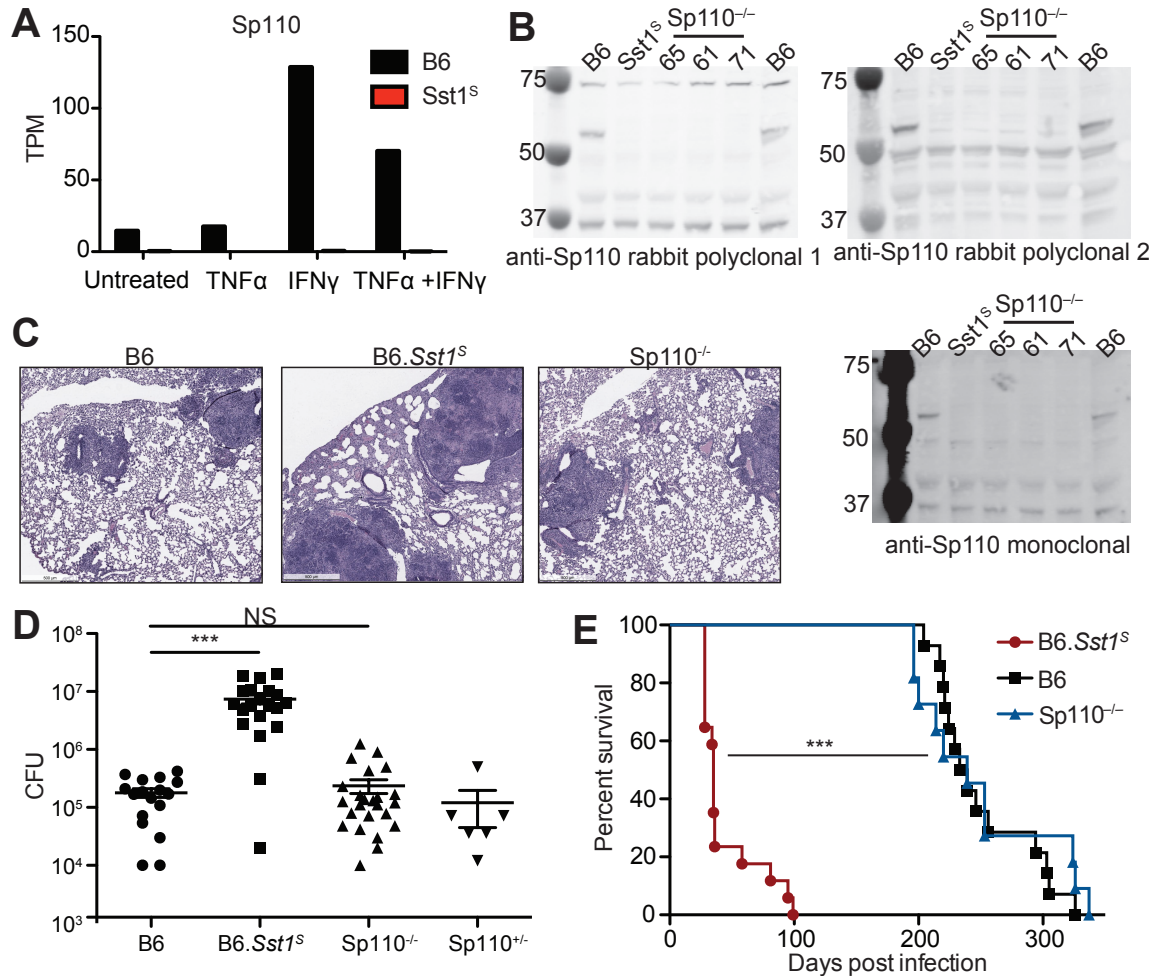 A
Sp110
150
100
50
0
TPM
B6
Sst1ˢ
Untreated
TNFα
IFNγ
TNFα +IFNγ
B
Sp110⁻/⁻
B6
Sst1ˢ
65
61
71
B6
75
50
37
anti-Sp110 rabbit polyclonal 1
Sp110⁻/⁻
B6
Sst1ˢ
65
61
71
B6
75
50
37
anti-Sp110 rabbit polyclonal 2
Sp110⁻/⁻
B6
Sst1ˢ
65
61
71
B6
75
50
37
anti-Sp110 monoclonal
C
B6
B6.Sst1ˢ
Sp110⁻/⁻
D
NS
***
10⁸
10⁷
10⁶
10⁵
10⁴
10³
CFU
B6
B6.Sst1ˢ
Sp110⁻/⁻
Sp110⁺/⁻
E
100
80
60
40
20
0
Percent survival
***
B6.Sst1ˢ
B6
Sp110⁻/⁻
0
100
200
300
Days post infection